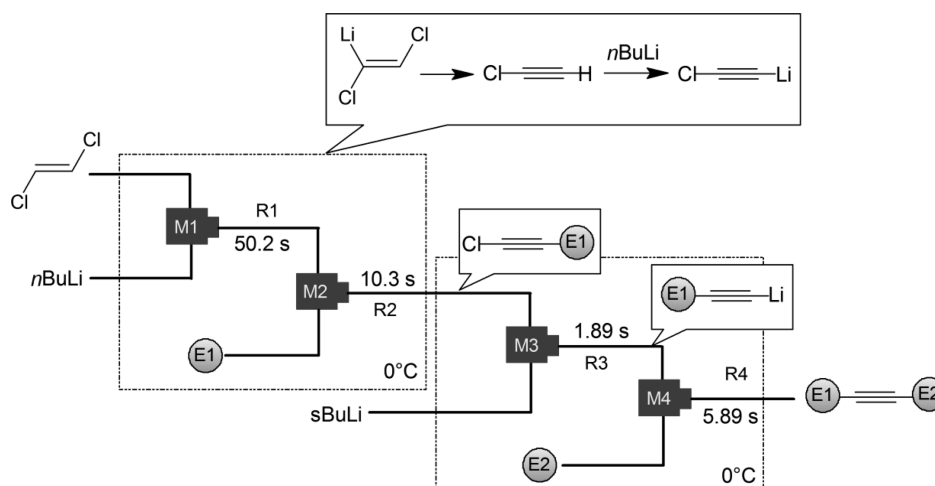 Li
Cl
Cl
Cl
H
nBuLi
Cl
Li
Cl
Cl
M1
R1
50.2 s
nBuLi
M2
10.3 s
R2
E1
0°C
Cl
E1
E1
Li
M3
1.89 s
R3
sBuLi
M4
R4
5.89 s
E1
E2
E2
0°C